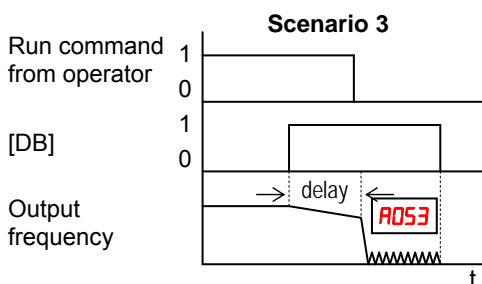 Scenario 3
Run command
from operator
1
0
[DB]
1
0
Output
frequency
delay
A053
t